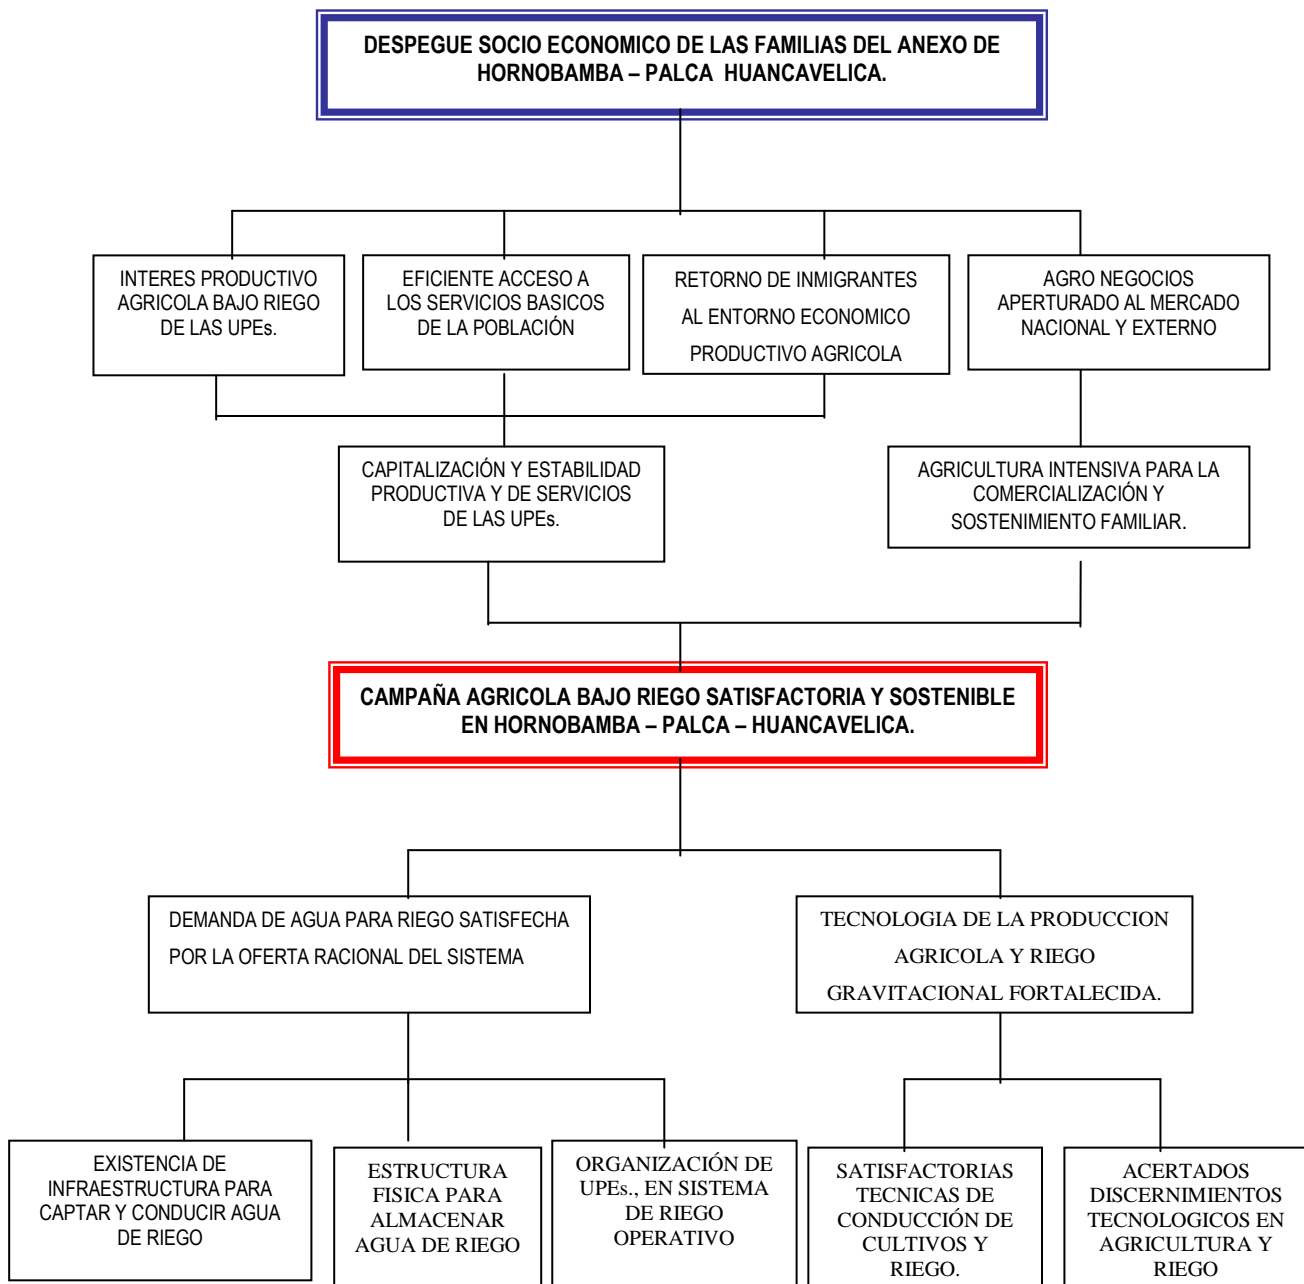 DESPEGUE SOCIO ECONOMICO DE LAS FAMILIAS DEL ANEXO DE
HORNOBAMBA – PALCA HUANCAVELICA.
INTERES PRODUCTIVO
AGRICOLA BAJO RIEGO
DE LAS UPEs.
EFICIENTE ACCESO A
LOS SERVICIOS BASICOS
DE LA POBLACIÓN
RETORNO DE INMIGRANTES
AL ENTORNO ECONOMICO
PRODUCTIVO AGRICOLA
AGRO NEGOCIOS
APERTURADO AL MERCADO
NACIONAL Y EXTERNO
CAPITALIZACIÓN Y ESTABILIDAD
PRODUCTIVA Y DE SERVICIOS
DE LAS UPEs.
AGRICULTURA INTENSIVA PARA LA
COMERCIALIZACIÓN Y
SOSTENIMIENTO FAMILIAR.
CAMPAÑA AGRICOLA BAJO RIEGO SATISFACTORIA Y SOSTENIBLE
EN HORNOBAMBA – PALCA – HUANCAVELICA.
DEMANDA DE AGUA PARA RIEGO SATISFECHA
POR LA OFERTA RACIONAL DEL SISTEMA
TECNOLOGIA DE LA PRODUCCION
AGRICOLA Y RIEGO
GRAVITACIONAL FORTALECIDA.
EXISTENCIA DE
INFRAESTRUCTURA PARA
CAPTAR Y CONDUCIR AGUA
DE RIEGO
ESTRUCTURA
FISICA PARA
ALMACENAR
AGUA DE RIEGO
ORGANIZACIÓN DE
UPEs., EN SISTEMA
DE RIEGO
OPERATIVO
SATISFACTORIAS
TECNICAS DE
CONDUCCIÓN DE
CULTIVOS Y
RIEGO.
ACERTADOS
DISCERNIMIENTOS
TECNOLOGICOS EN
AGRICULTURA Y
RIEGO